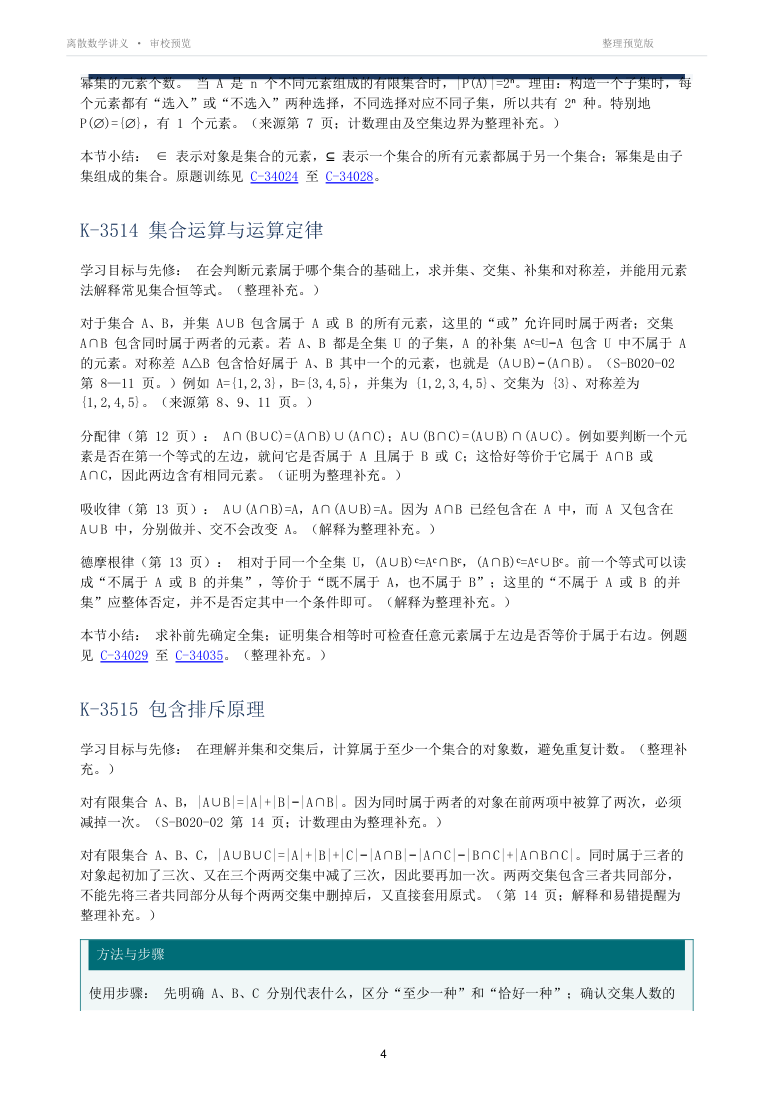 离散数学讲义 · 审校预览
整理预览版
幂集的元素个数。 当 A 是 n 个不同元素组成的有限集合时，|P(A)|=2ⁿ。理由：构造一个子集时，每
个元素都有“选入”或“不选入”两种选择，不同选择对应不同子集，所以共有 2ⁿ 种。特别地
P(∅)={∅}，有 1 个元素。（来源第 7 页；计数理由及空集边界为整理补充。）
本节小结： ∈ 表示对象是集合的元素，⊆ 表示一个集合的所有元素都属于另一个集合；幂集是由子
集组成的集合。原题训练见 C-34024 至 C-34028。
K-3514 集合运算与运算定律
学习目标与先修： 在会判断元素属于哪个集合的基础上，求并集、交集、补集和对称差，并能用元素
法解释常见集合恒等式。（整理补充。）
对于集合 A、B，并集 A∪B 包含属于 A 或 B 的所有元素，这里的“或”允许同时属于两者；交集
A∩B 包含同时属于两者的元素。若 A、B 都是全集 U 的子集，A 的补集 Aᶜ=U−A 包含 U 中不属于 A
的元素。对称差 A△B 包含恰好属于 A、B 其中一个的元素，也就是 (A∪B)−(A∩B)。（S-B020-02
第 8—11 页。）例如 A={1,2,3}，B={3,4,5}，并集为 {1,2,3,4,5}、交集为 {3}、对称差为
{1,2,4,5}。（来源第 8、9、11 页。）
分配律（第 12 页）： A∩(B∪C)=(A∩B)∪(A∩C)；A∪(B∩C)=(A∪B)∩(A∪C)。例如要判断一个元
素是否在第一个等式的左边，就问它是否属于 A 且属于 B 或 C；这恰好等价于它属于 A∩B 或
A∩C，因此两边含有相同元素。（证明为整理补充。）
吸收律（第 13 页）： A∪(A∩B)=A，A∩(A∪B)=A。因为 A∩B 已经包含在 A 中，而 A 又包含在
A∪B 中，分别做并、交不会改变 A。（解释为整理补充。）
德摩根律（第 13 页）： 相对于同一个全集 U，(A∪B)ᶜ=Aᶜ∩Bᶜ，(A∩B)ᶜ=Aᶜ∪Bᶜ。前一个等式可以读
成“不属于 A 或 B 的并集”，等价于“既不属于 A，也不属于 B”；这里的“不属于 A 或 B 的并
集”应整体否定，并不是否定其中一个条件即可。（解释为整理补充。）
本节小结： 求补前先确定全集；证明集合相等时可检查任意元素属于左边是否等价于属于右边。例题
见 C-34029 至 C-34035。（整理补充。）
K-3515 包含排斥原理
学习目标与先修： 在理解并集和交集后，计算属于至少一个集合的对象数，避免重复计数。（整理补
充。）
对有限集合 A、B，|A∪B|=|A|+|B|−|A∩B|。因为同时属于两者的对象在前两项中被算了两次，必须
减掉一次。（S-B020-02 第 14 页；计数理由为整理补充。）
对有限集合 A、B、C，|A∪B∪C|=|A|+|B|+|C|−|A∩B|−|A∩C|−|B∩C|+|A∩B∩C|。同时属于三者的
对象起初加了三次、又在三个两两交集中减了三次，因此要再加一次。两两交集包含三者共同部分，
不能先将三者共同部分从每个两两交集中删掉后，又直接套用原式。（第 14 页；解释和易错提醒为
整理补充。）
方法与步骤
使用步骤： 先明确 A、B、C 分别代表什么，区分“至少一种”和“恰好一种”；确认交集人数的
4